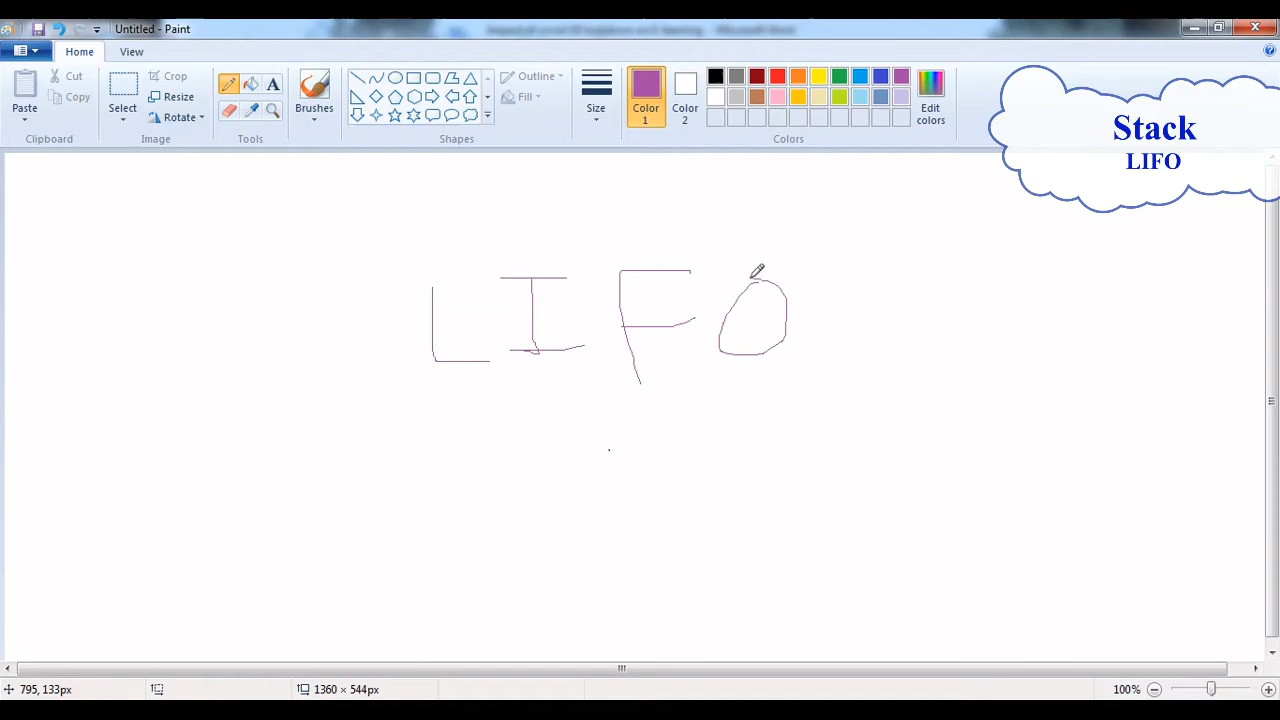 Untitled - Paint
Home
View
Paste
Cut
Copy
Clipboard
Select
Crop
Resize
Rotate
Image
Tools
Brushes
Outline
Fill
Shapes
Size
Color
1
Color
2
Edit
colors
Colors
Stack
LIFO
LIFO
795, 133px
1360 × 544px
100%